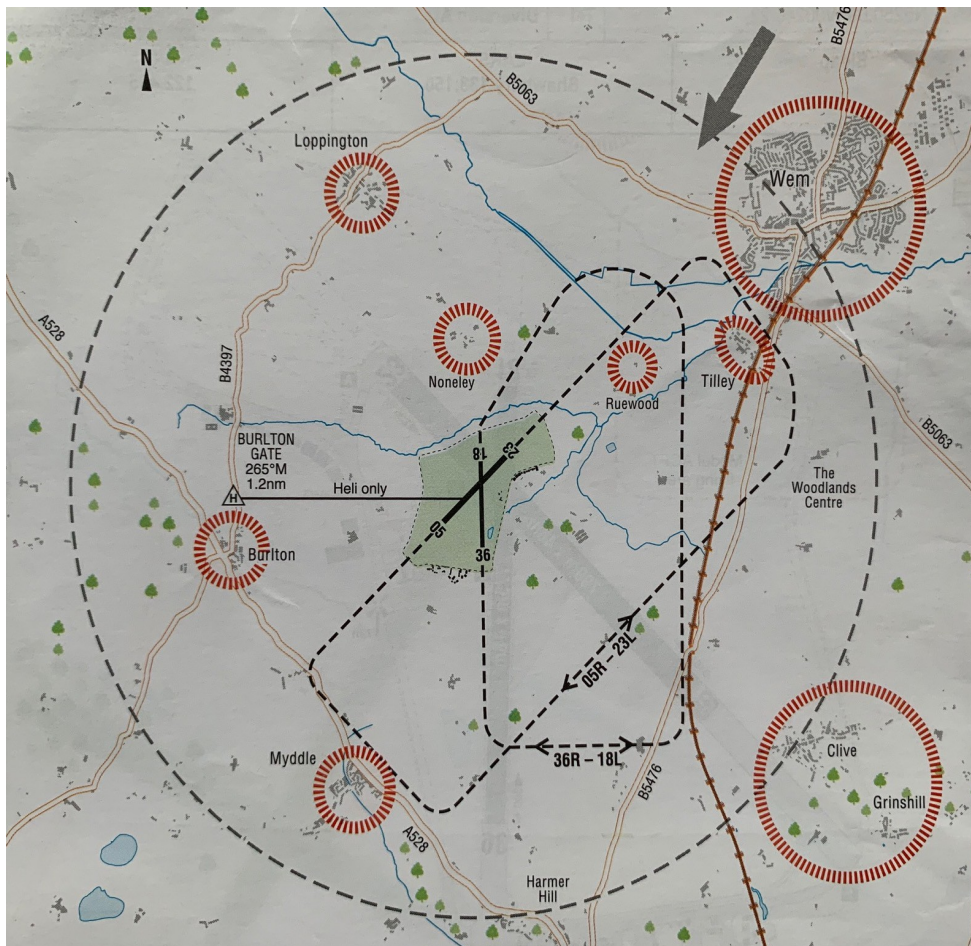 B5476
N
B5063
Loppington
Wem
A528
B4397
Noneley
Ruewood
Tilley
B5063
BURLTON
GATE
265°M
1.2nm
Heli only
H
18
23
05
36
The
Woodlands
Centre
Burlton
05R – 23L
36R – 18L
Myddle
A528
B5476
Clive
Grinshill
Harmer
Hill